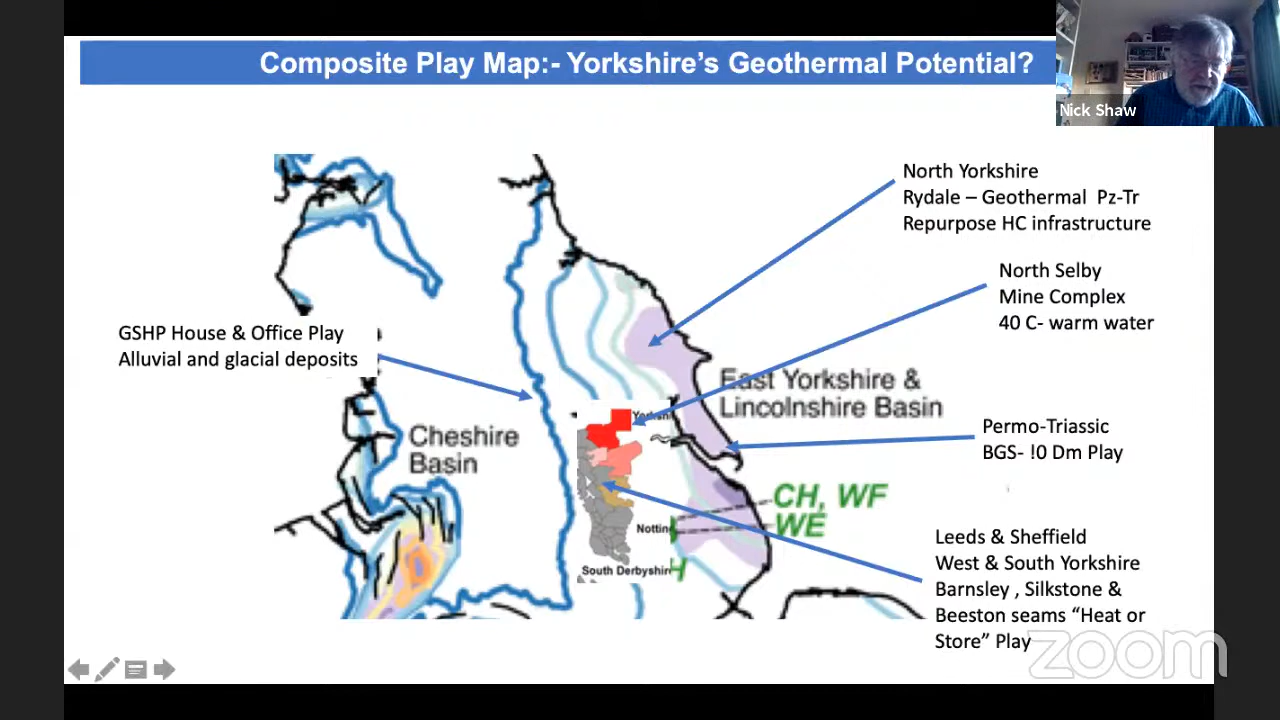 Composite Play Map:- Yorkshire's Geothermal Potential?
Nick Shaw
North Yorkshire
Rydale – Geothermal Pz-Tr
Repurpose HC infrastructure
North Selby
Mine Complex
40 C- warm water
GSHP House & Office Play
Alluvial and glacial deposits
East Yorkshire &
Lincolnshire Basin
Cheshire
Basin
Permo-Triassic
BGS- !0 Dm Play
CH, WF
WE
Notting
South Derbyshire
H
Leeds & Sheffield
West & South Yorkshire
Barnsley , Silkstone &
Beeston seams "Heat or
Store" Play
zoom